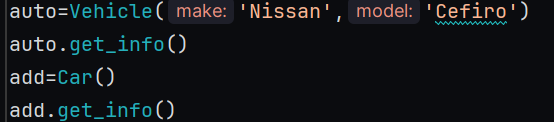 auto=Vehicle( make: 'Nissan', model: 'Cefiro')
auto.get_info()
add=Car()
add.get_info()